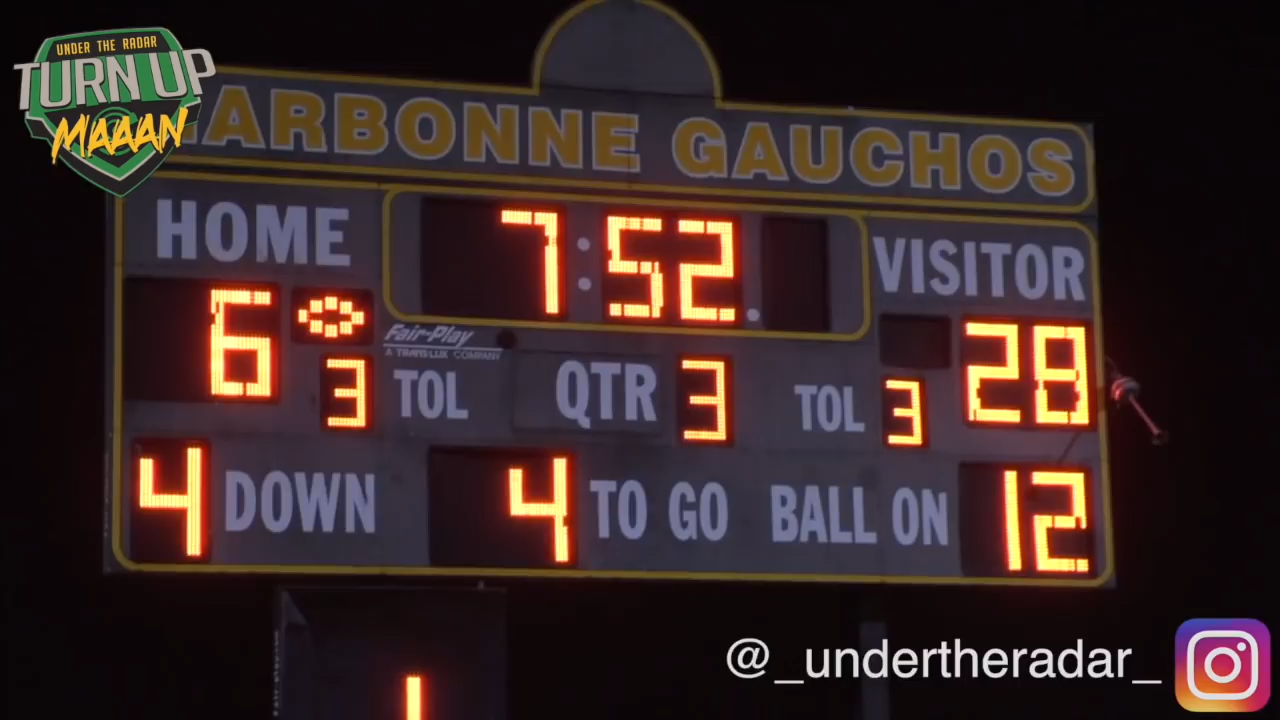 UNDER THE RADAR
TURN UP
MAAAN
ARBONNE GAUCHOS
HOME 7:52 VISITOR
6 28
Fair-Play
A TRANS-LUX COMPANY
3 TOL QTR 3 TOL 3
4 DOWN 4 TO GO BALL ON 12
@_undertheradar_